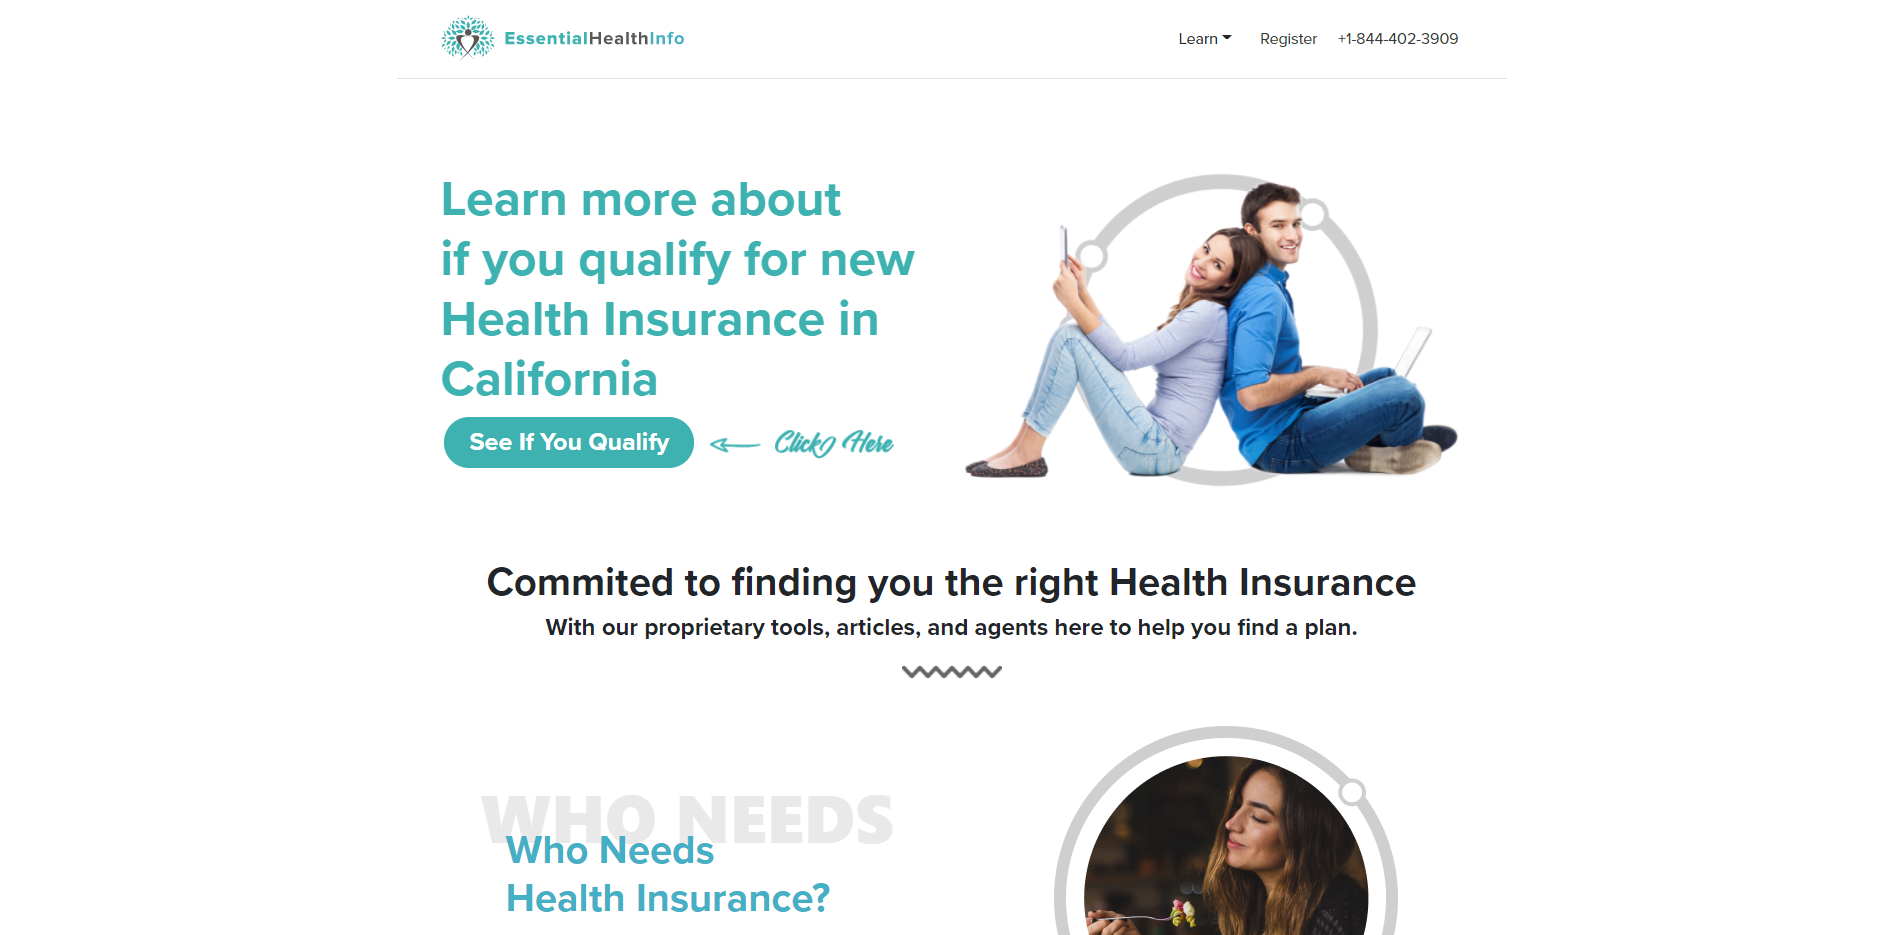 EssentialHealthInfo
Learn
Register
+1-844-402-3909
Learn more about
if you qualify for new
Health Insurance in
California
See If You Qualify
Click Here
Commited to finding you the right Health Insurance
With our proprietary tools, articles, and agents here to help you find a plan.
WHO NEEDS
Who Needs
Health Insurance?